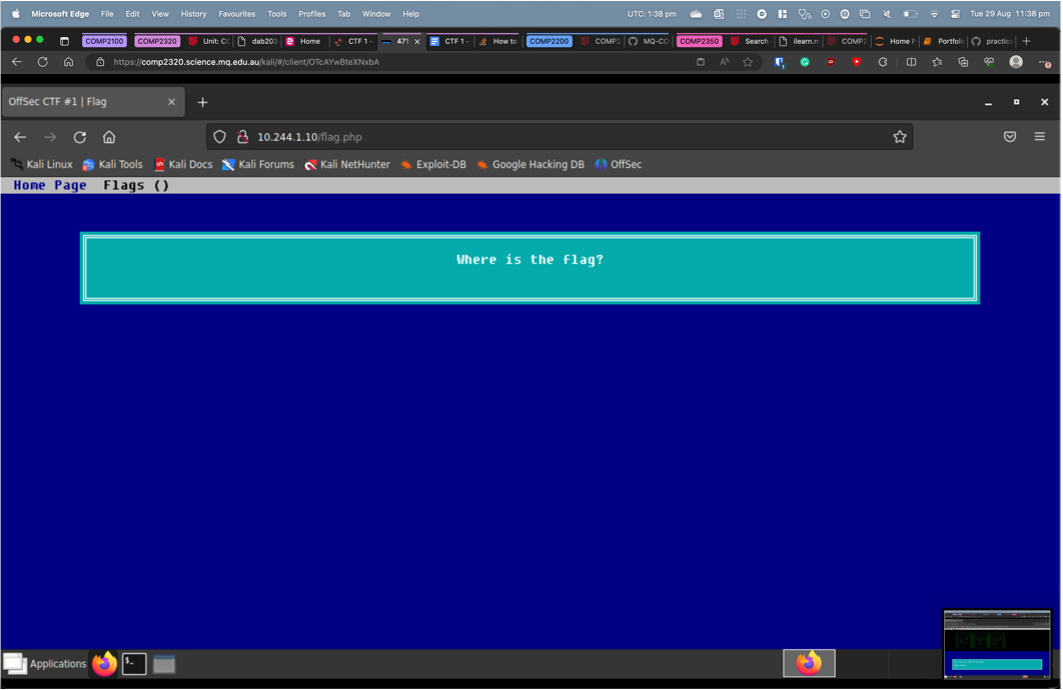 Microsoft Edge File Edit View History Favourites Tools Profiles Tab Window Help UTC: 1:38 pm Tue 29 Aug 11:38 pm
COMP2100 COMP2320 Unit: CC dab203 Home CTF 1 - 471 CTF 1 - How to COMP2200 COMP2 MQ-CO COMP2350 Search ilearn.m COMP2 Home P Portfoli practic
https://comp2320.science.mq.edu.au/kali/#/client/OTcAYwBteXNxbA
OffSec CTF #1 | Flag
10.244.1.10/flag.php
Kali Linux Kali Tools Kali Docs Kali Forums Kali NetHunter Exploit-DB Google Hacking DB OffSec
Home Page Flags ()
Where is the flag?
Applications